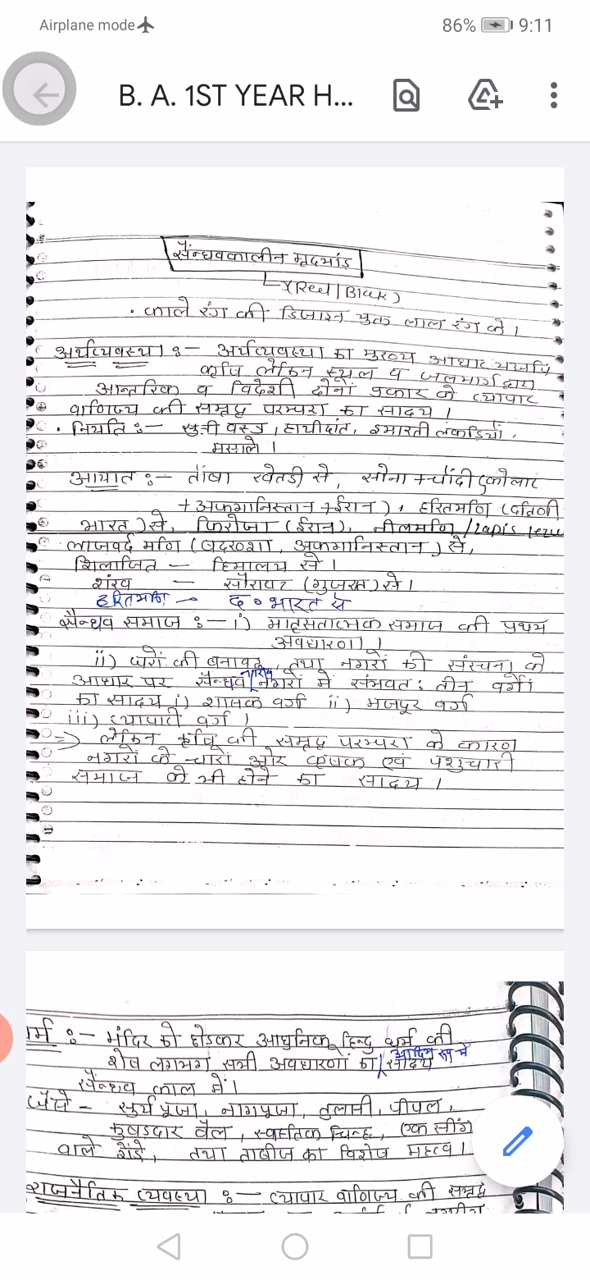 Airplane mode
86% 9:11
B. A. 1ST YEAR H...
सैन्धवकालीन मृदभांड
(Red/Black)
• काले रंग की डिजाइन युक्त लाल रंग के।
अर्थव्यवस्था :- अर्थव्यवस्था का मुख्य आधार यद्यपि
कृषि लेकिन स्थल व जलमार्ग द्वारा
आन्तरिक व विदेशी दोनों प्रकार के व्यापार
वाणिज्य की समृद्ध परम्परा का साक्ष्य।
• निर्यात :- सूती वस्त्र, हाथीदांत, इमारती लकडियाँ,
मसाले।
आयात :- तांबा खेतडी से, सोना + चाँदी (कोलार
+ अफगानिस्तान + ईरान), हरितमणि (दक्षिणी
भारत) से, फिरोजा (ईरान), नीलमणि / lapis
लाजवर्द मणि (बदख्शा, अफगानिस्तान) से,
शिलाजित - हिमालय से।
शंख - सौराष्ट्र (गुजरात) से।
हरितमणि - द० भारत से
सैन्धव समाज :- i) मातृसत्तात्मक समाज की प्रथम
अवधारणा।
ii) घरों की बनावट, तथा नगरों की संरचना के
आधार पर सैन्धव नगरों में संभवतः तीन वर्गों
का साक्ष्य i) शासक वर्ग ii) मजदूर वर्ग
iii) व्यापारी वर्ग।
=> लेकिन कृषि की समृद्ध परम्परा के कारण
नगरों के चारों ओर कृषक एवं पशुचारी
समाज के भी होने का साक्ष्य।
र्म :- मंदिर को छोडकर आधुनिक हिन्दु धर्म की
शेष लगभग सभी अवधारणों का आदिम रूप में साक्ष्य
सैन्धव काल में।
जैसे - सूर्य पूजा, नागपूजा, तुलसी, पीपल,
कुबडदार बैल, स्वस्तिक चिन्ह, एक सींग
वाले गैंडे, तथा ताबीज का विशेष महत्व।
राजनैतिक व्यवस्था :- व्यापार वाणिज्य की समृद्ध